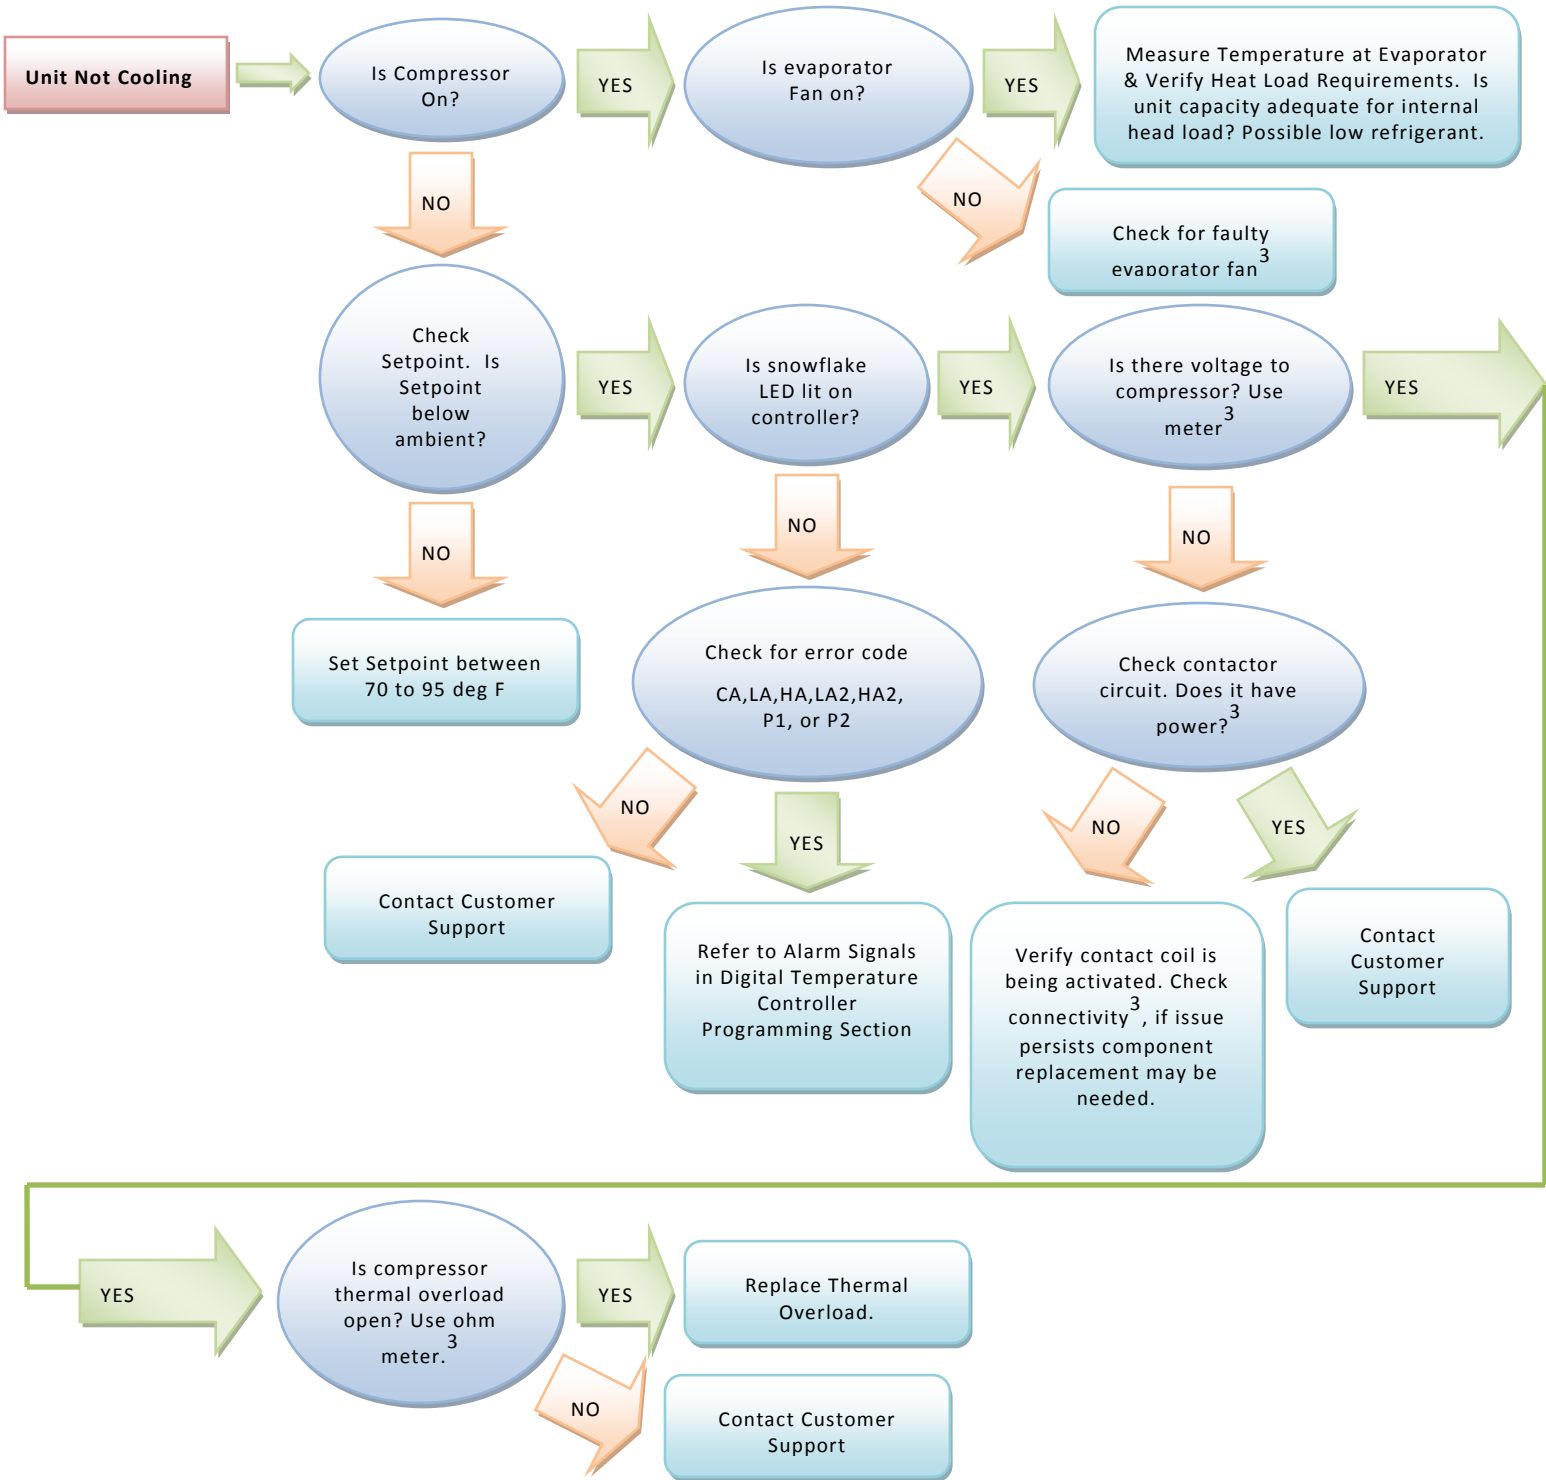 Unit Not Cooling
Is Compressor
On?
YES
Is evaporator
Fan on?
YES
Measure Temperature at Evaporator
& Verify Heat Load Requirements.  Is
unit capacity adequate for internal
head load? Possible low refrigerant.
NO
NO
Check for faulty
evaporator fan3
Check
Setpoint.  Is
Setpoint
below
ambient?
YES
Is snowflake
LED lit on
controller?
YES
Is there voltage to
compressor? Use
meter3
YES
NO
NO
NO
Set Setpoint between
70 to 95 deg F
Check for error code
CA,LA,HA,LA2,HA2,
P1, or P2
Check contactor
circuit. Does it have
power?3
NO
YES
NO
YES
Contact Customer
Support
Refer to Alarm Signals
in Digital Temperature
Controller
Programming Section
Verify contact coil is
being activated. Check
connectivity3, if issue
persists component
replacement may be
needed.
Contact
Customer
Support
YES
Is compressor
thermal overload
open? Use ohm
meter.3
YES
Replace Thermal
Overload.
NO
Contact Customer
Support